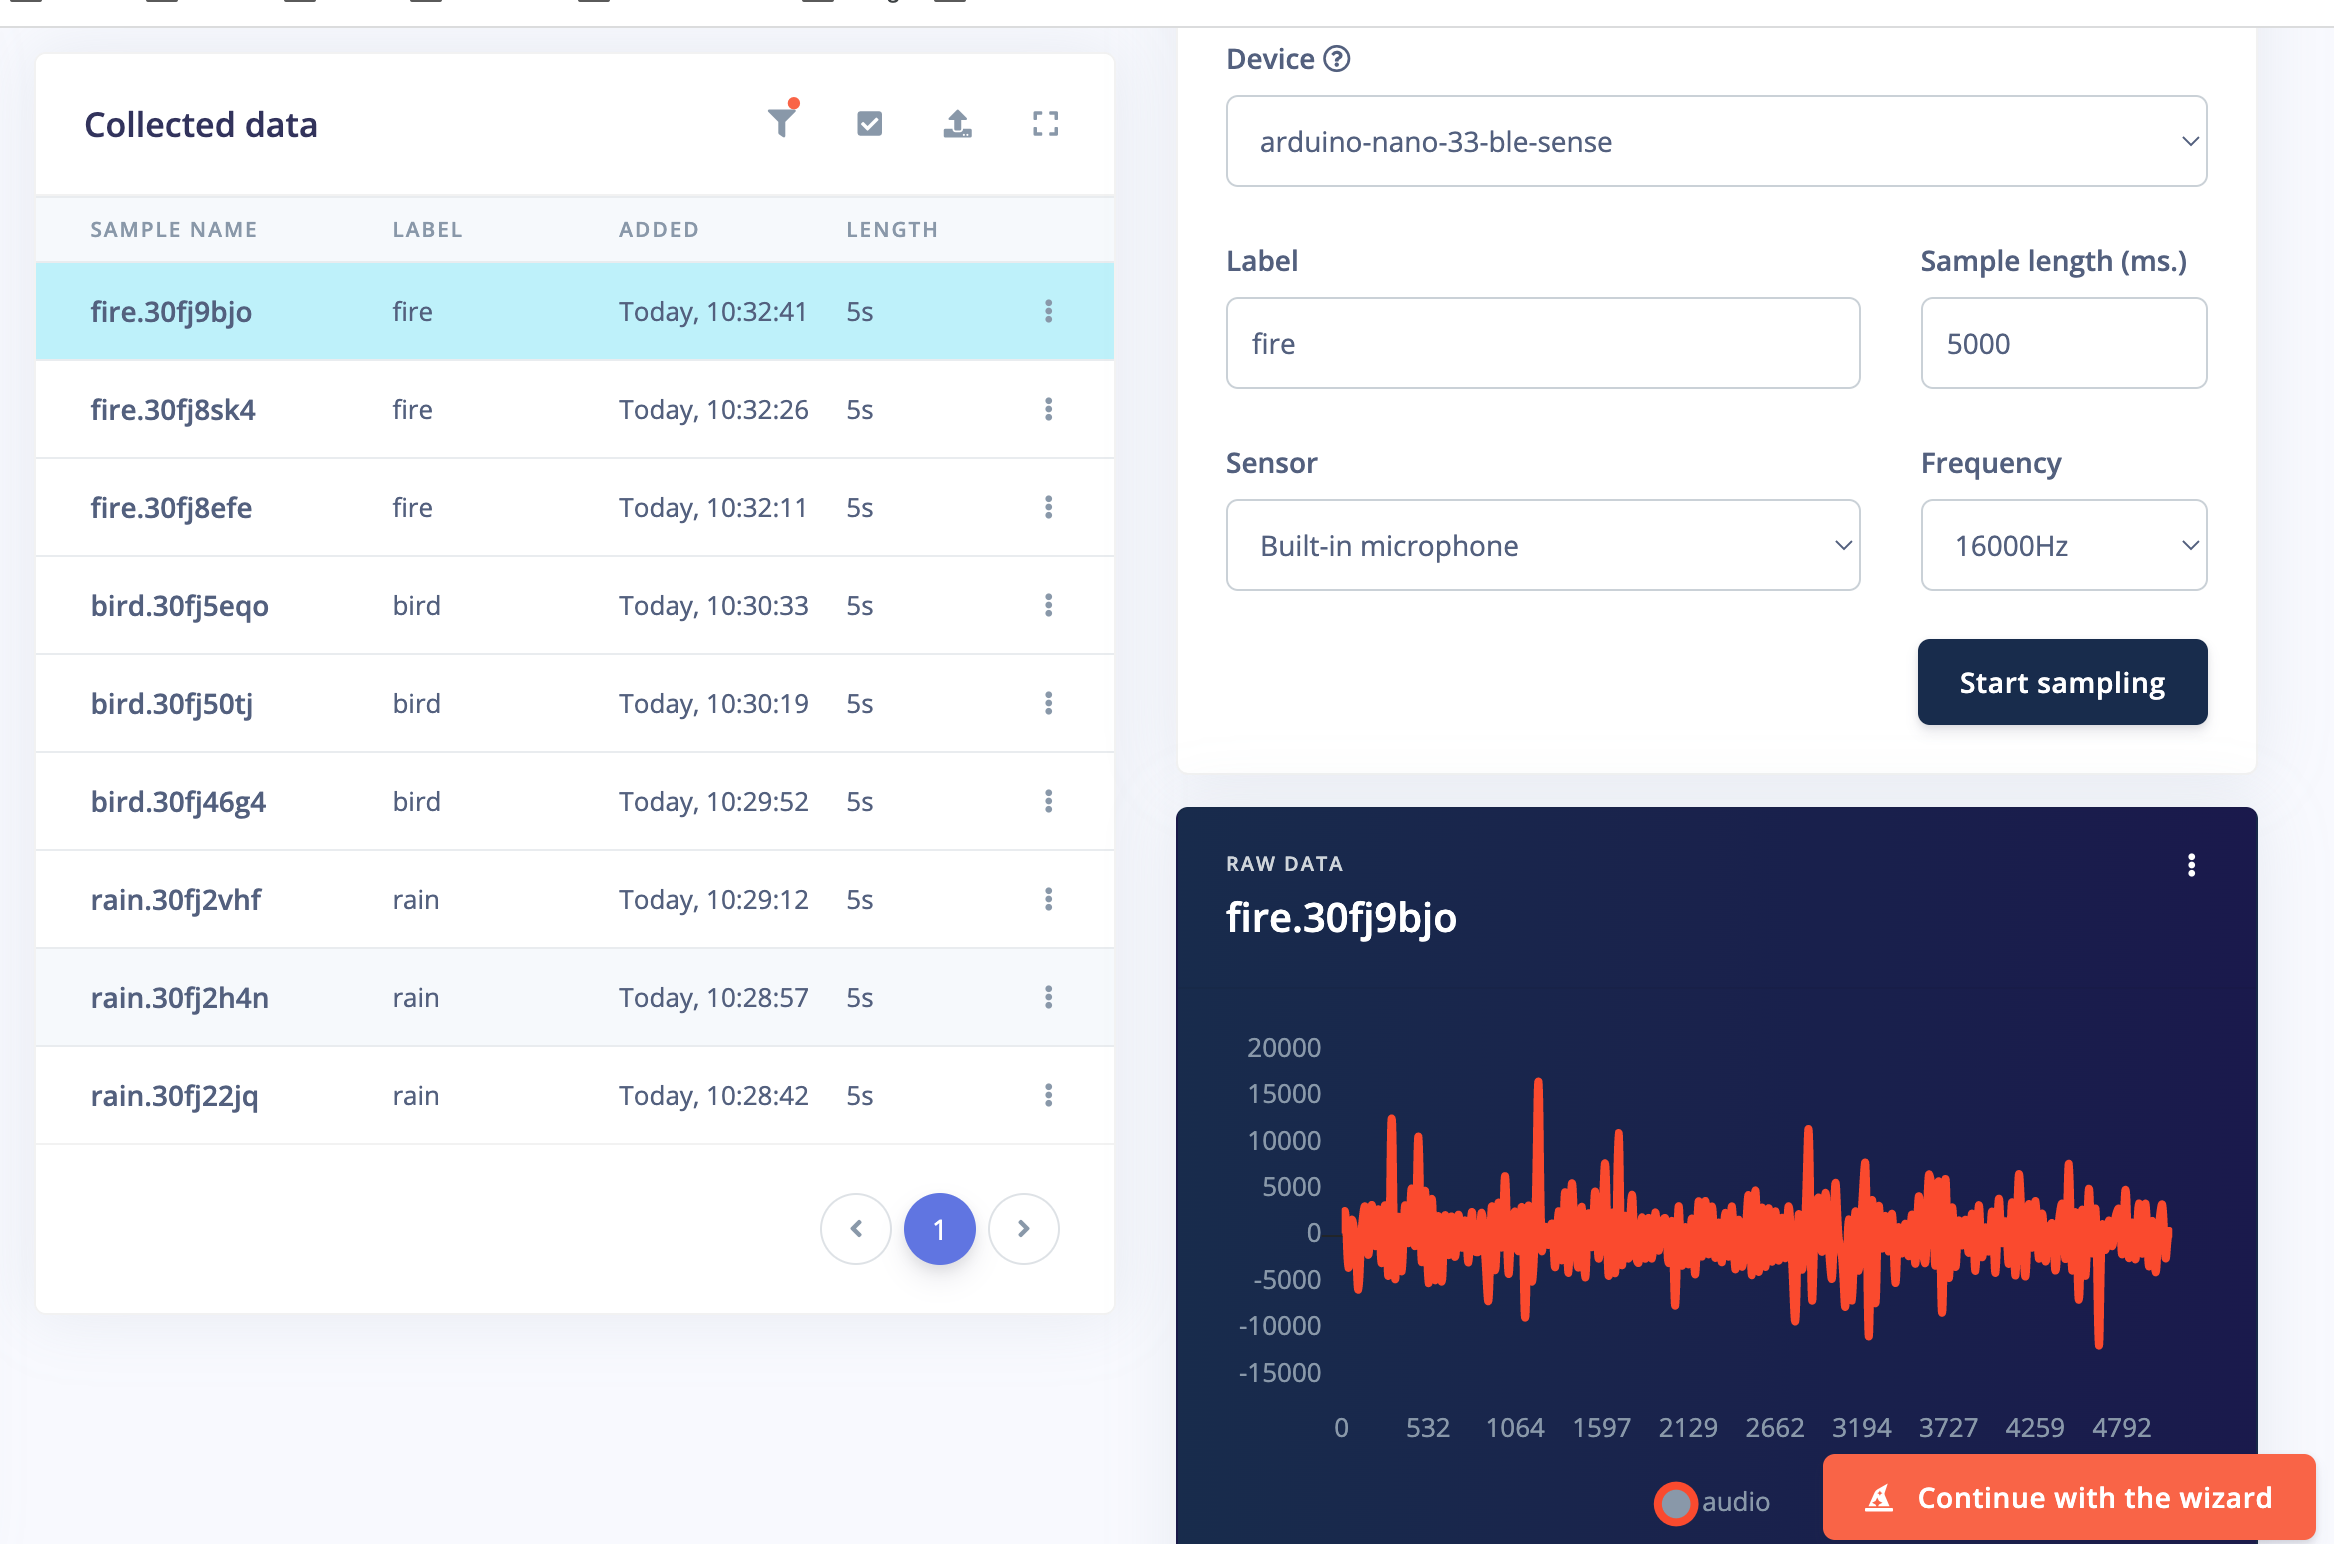 Collected data
SAMPLE NAME LABEL ADDED LENGTH
fire.30fj9bjo fire Today, 10:32:41 5s
fire.30fj8sk4 fire Today, 10:32:26 5s
fire.30fj8efe fire Today, 10:32:11 5s
bird.30fj5eqo bird Today, 10:30:33 5s
bird.30fj50tj bird Today, 10:30:19 5s
bird.30fj46g4 bird Today, 10:29:52 5s
rain.30fj2vhf rain Today, 10:29:12 5s
rain.30fj2h4n rain Today, 10:28:57 5s
rain.30fj22jq rain Today, 10:28:42 5s
1
Device ?
arduino-nano-33-ble-sense
Label Sample length (ms.)
fire 5000
Sensor Frequency
Built-in microphone 16000Hz
Start sampling
RAW DATA
fire.30fj9bjo
20000
15000
10000
5000
0
-5000
-10000
-15000
0 532 1064 1597 2129 2662 3194 3727 4259 4792
audio
Continue with the wizard